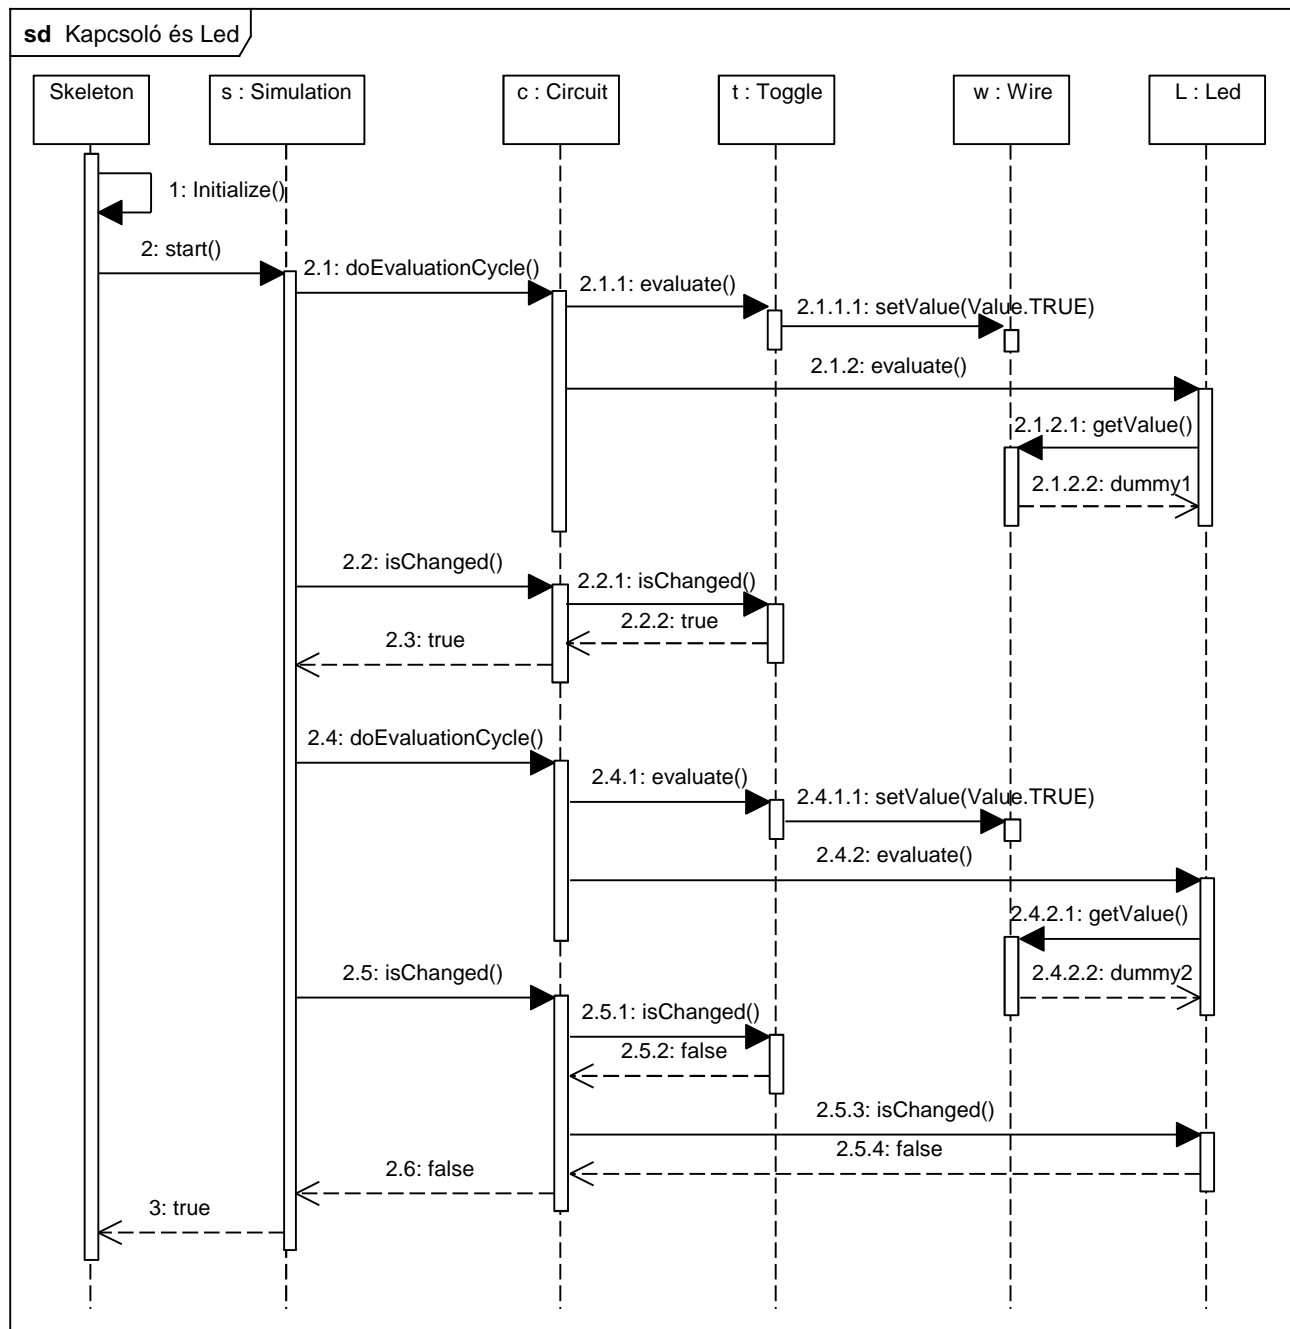 sd Kapcsoló és Led
Skeleton
s : Simulation
c : Circuit
t : Toggle
w : Wire
L : Led
1: Initialize()
2: start()
2.1: doEvaluationCycle()
2.1.1: evaluate()
2.1.1.1: setValue(Value.TRUE)
2.1.2: evaluate()
2.1.2.1: getValue()
2.1.2.2: dummy1
2.2: isChanged()
2.2.1: isChanged()
2.2.2: true
2.3: true
2.4: doEvaluationCycle()
2.4.1: evaluate()
2.4.1.1: setValue(Value.TRUE)
2.4.2: evaluate()
2.4.2.1: getValue()
2.4.2.2: dummy2
2.5: isChanged()
2.5.1: isChanged()
2.5.2: false
2.5.3: isChanged()
2.5.4: false
2.6: false
3: true